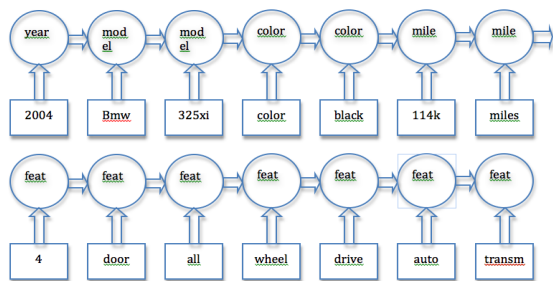 year mod el mod el color color mile mile
2004 Bmw 325xi color black 114k miles
feat feat feat feat feat feat feat
4 door all wheel drive auto transm